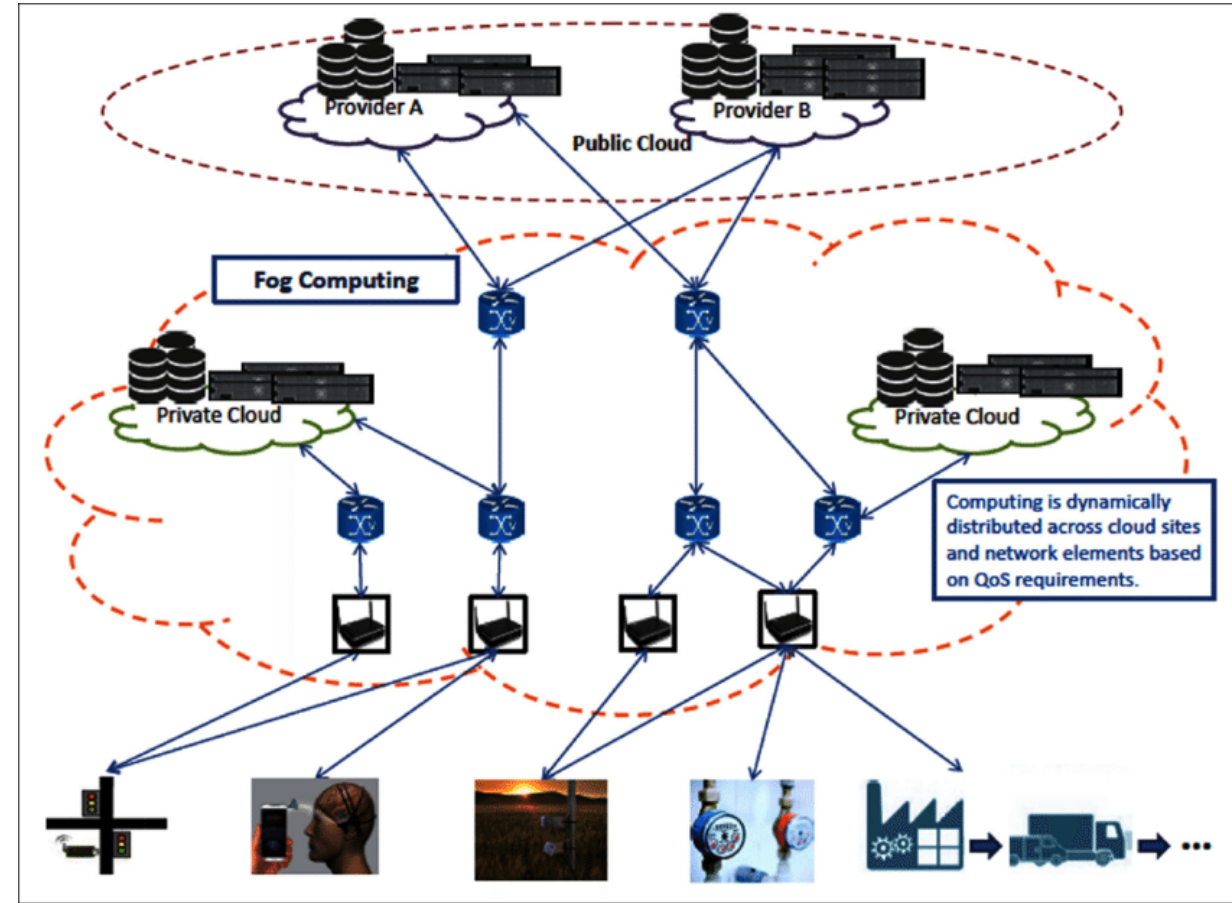 Provider A
Provider B
Public Cloud
Fog Computing
Private Cloud
Private Cloud
Computing is dynamically
distributed across cloud sites
and network elements based
on QoS requirements.
...